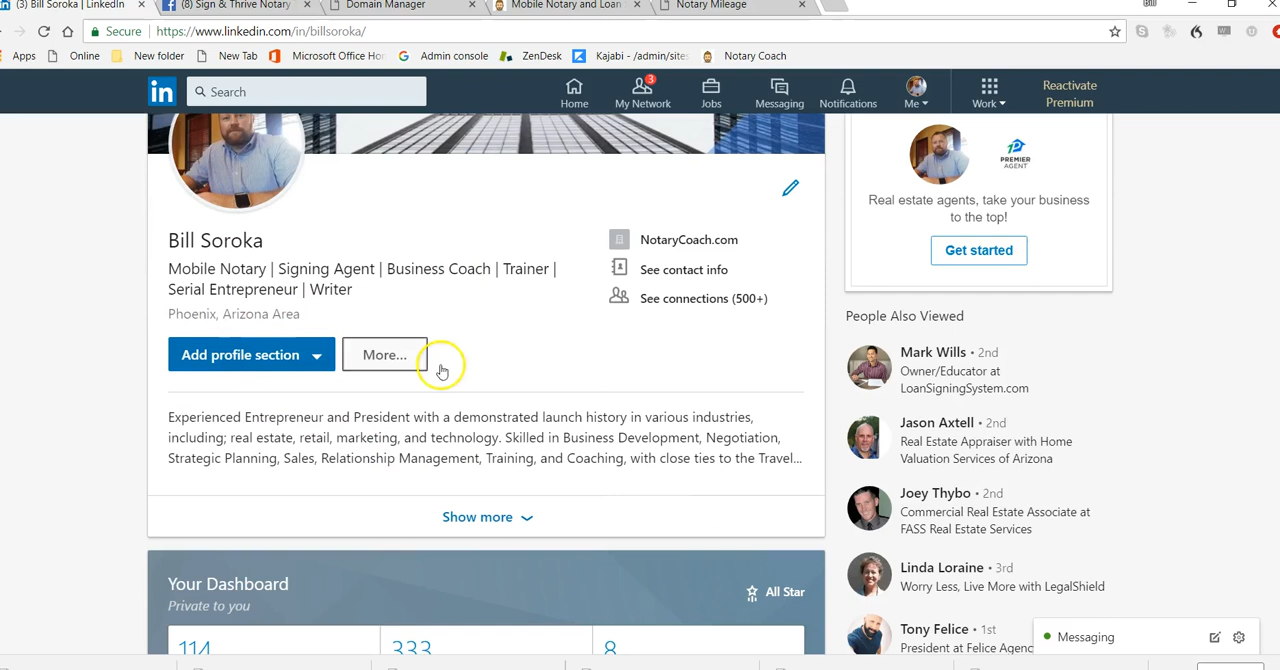 (3) Bill Soroka | LinkedIn
(2) Sign & Thrive Notary
Domain Manager
Mobile Notary and Loan
Notary Mileage
Bill
Secure
https://www.linkedin.com/in/billsoroka/
Online
New folder
New Tab
Microsoft Office Hom
Admin console
ZenDesk
Kajabi - /admin/sites
Notary Coach
in
Search
Home
3
My Network
Jobs
Messaging
Notifications
Me
Work
Reactivate
Premium
Bill Soroka
Mobile Notary | Signing Agent | Business Coach | Trainer |
Serial Entrepreneur | Writer
Phoenix, Arizona Area
Add profile section
More...
NotaryCoach.com
See contact info
See connections (500+)
Experienced Entrepreneur and President with a demonstrated launch history in various industries,
including; real estate, retail, marketing, and technology. Skilled in Business Development, Negotiation,
Strategic Planning, Sales, Relationship Management, Training, and Coaching, with close ties to the Travel...
Show more
Your Dashboard
Private to you
All Star
114
333
8
PREMIER
AGENT
Real estate agents, take your business
to the top!
Get started
People Also Viewed
Mark Wills • 2nd
Owner/Educator at
LoanSigningSystem.com
Jason Axtell • 2nd
Real Estate Appraiser with Home
Valuation Services of Arizona
Joey Thybo • 2nd
Commercial Real Estate Associate at
FASS Real Estate Services
Linda Loraine • 3rd
Worry Less, Live More with LegalShield
Tony Felice • 1st
President at Felice Agenc
Messaging